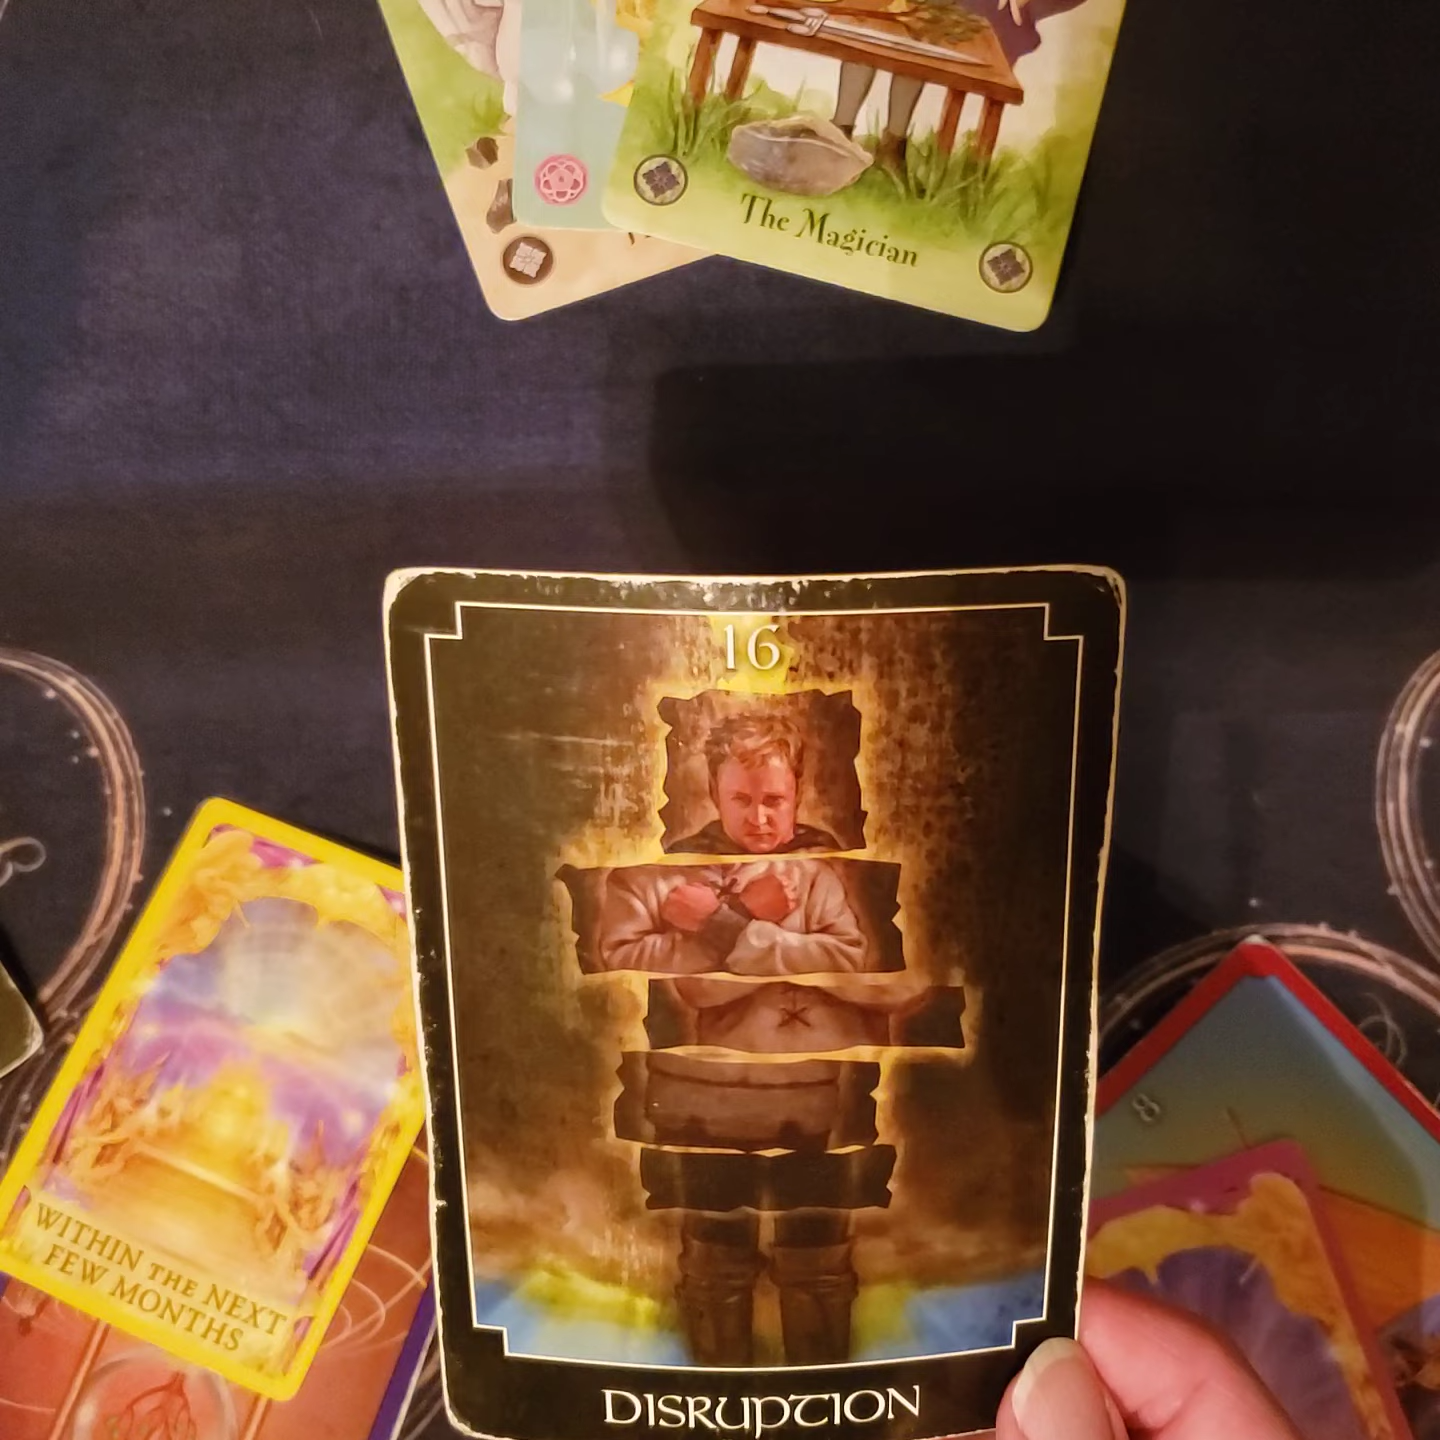 The Magician
16
8
WITHIN THE NEXT
FEW MONTHS
DISRUPTION